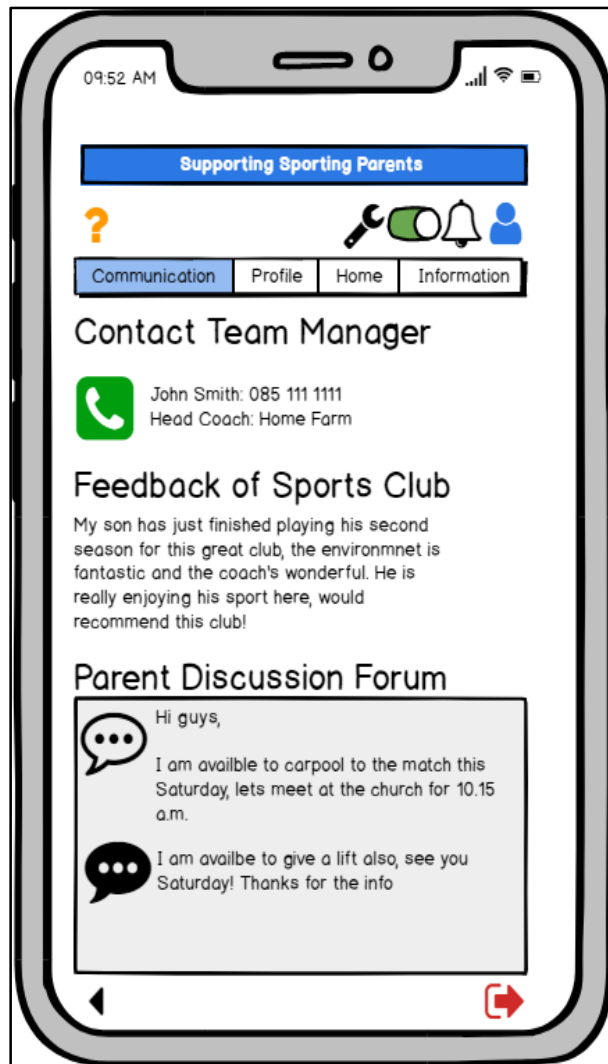 09:52 AM
Supporting Sporting Parents
?
Communication Profile Home Information
Contact Team Manager
John Smith: 085 111 1111
Head Coach: Home Farm
Feedback of Sports Club
My son has just finished playing his second
season for this great club, the environmnet is
fantastic and the coach's wonderful. He is
really enjoying his sport here, would
recommend this club!
Parent Discussion Forum
Hi guys,
I am availble to carpool to the match this
Saturday, lets meet at the church for 10.15
a.m.
I am availbe to give a lift also, see you
Saturday! Thanks for the info